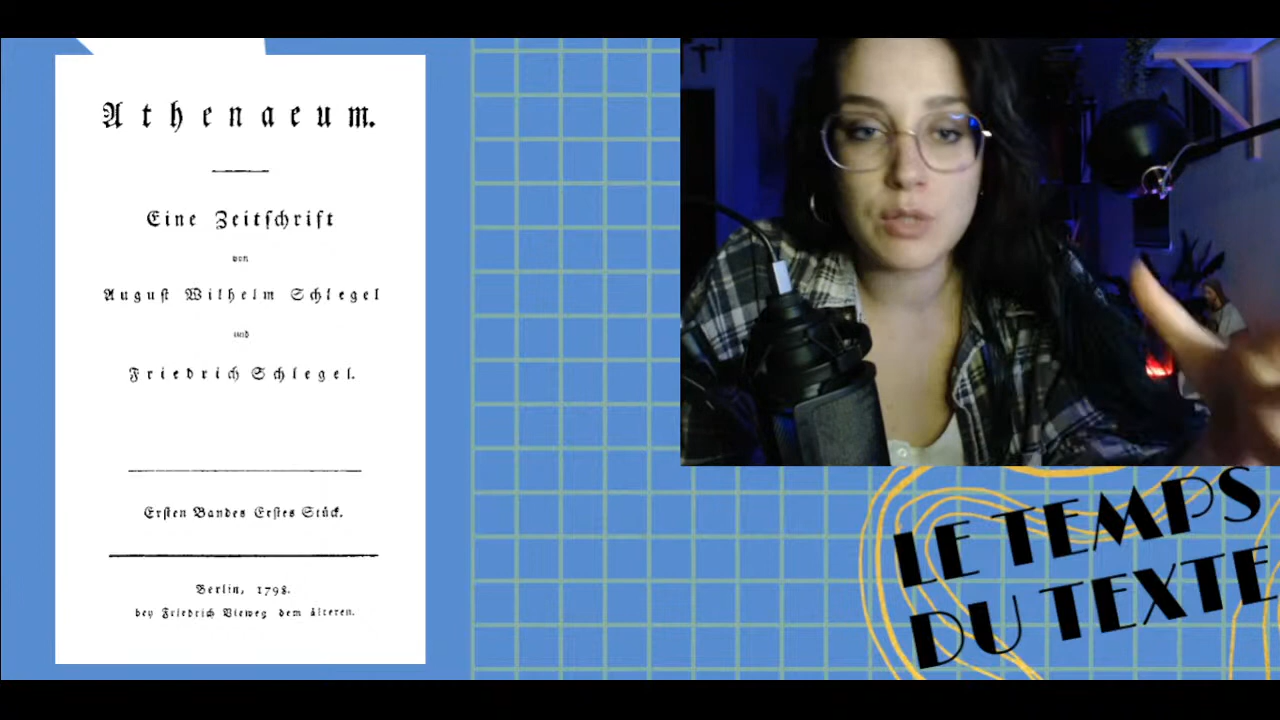 Athenaeum.
Eine Zeitſchrift
von
Auguſt Wilhelm Schlegel
und
Friedrich Schlegel.
Erſten Bandes Erſtes Stück.
Berlin, 1798.
bey Friedrich Vieweg dem älteren.
LE TEMPS
DU TEXTE